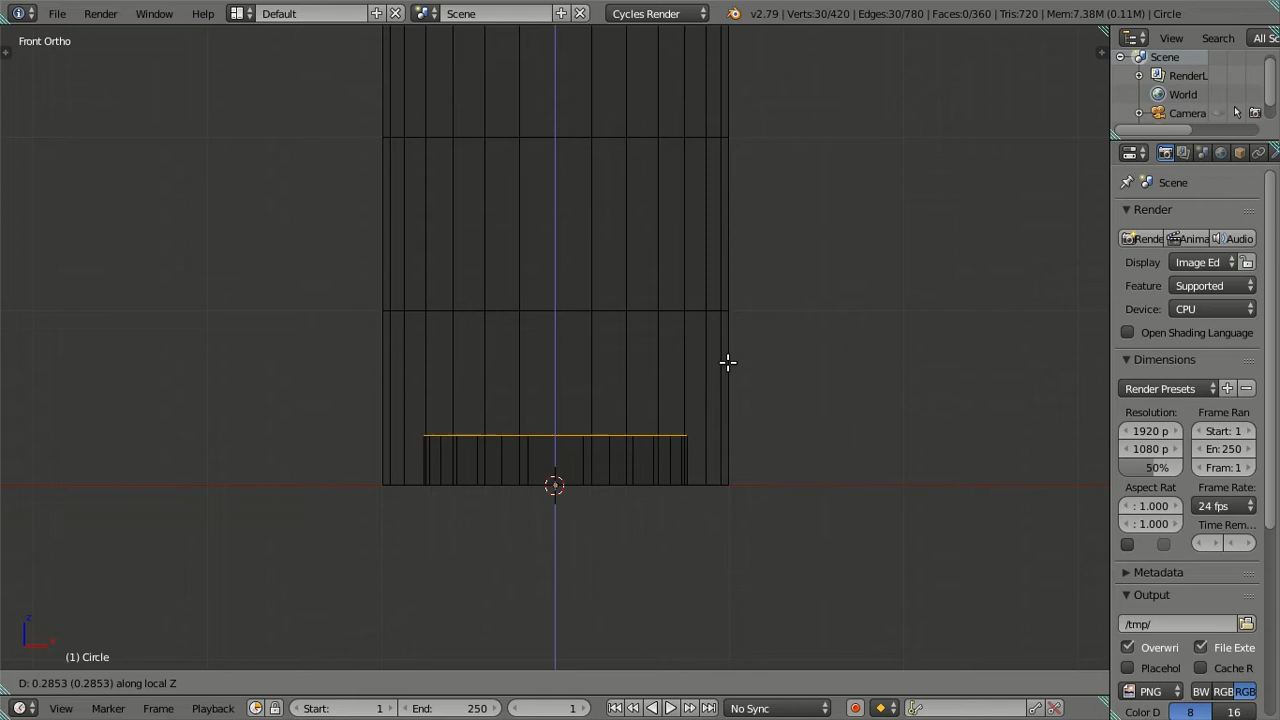 File Render Window Help Default Scene Cycles Render v2.79 | Verts:30/420 | Edges:30/780 | Faces:0/360 | Tris:720 | Mem:7.38M (0.11M) | Circle
Front Ortho
View Search All Sc
Scene
RenderL
World
Camera
Scene
Render
Rende Anima Audio
Display Image Ed
Feature Supported
Device: CPU
Open Shading Language
Dimensions
Render Presets
Resolution: Frame Ran
1920 p Start: 1
1080 p En: 250
50% Fram: 1
Aspect Rat Frame Rate:
: 1.000 24 fps
: 1.000 Time Rem...
Metadata
Output
/tmp/
Overwri File Exte
Placehol Cache R
PNG BW RGB RGB
Color D 8 16
z
x
(1) Circle
D: 0.2853 (0.2853) along local Z
View Marker Frame Playback Start: 1 End: 250 1 No Sync